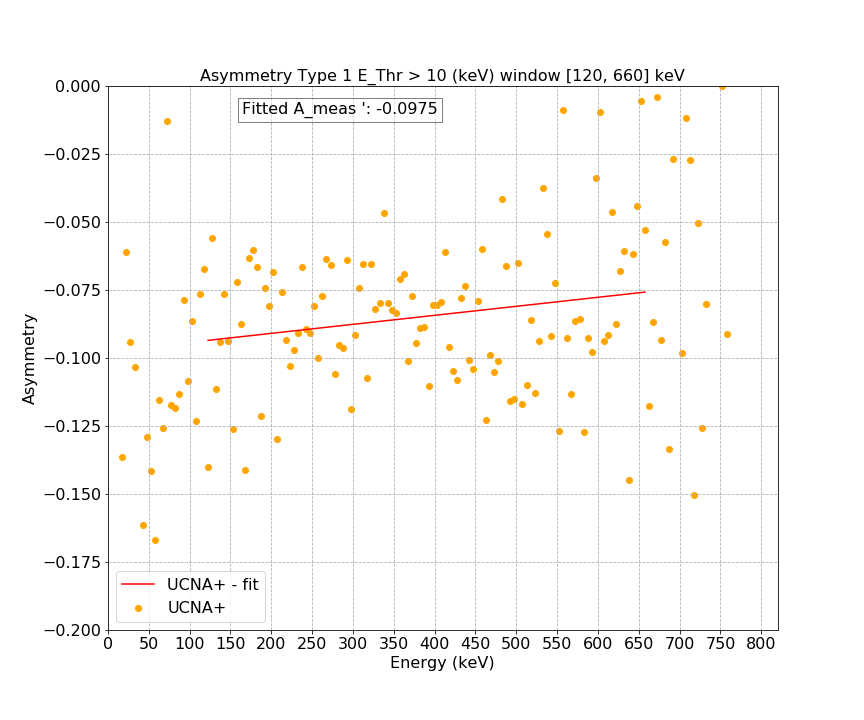 Asymmetry Type 1 E_Thr > 10 (keV) window [120, 660] keV
Fitted A_meas ': -0.0975
0.000
−0.025
−0.050
−0.075
−0.100
−0.125
−0.150
−0.175
−0.200
Asymmetry
UCNA+ - fit
UCNA+
0 50 100 150 200 250 300 350 400 450 500 550 600 650 700 750 800
Energy (keV)